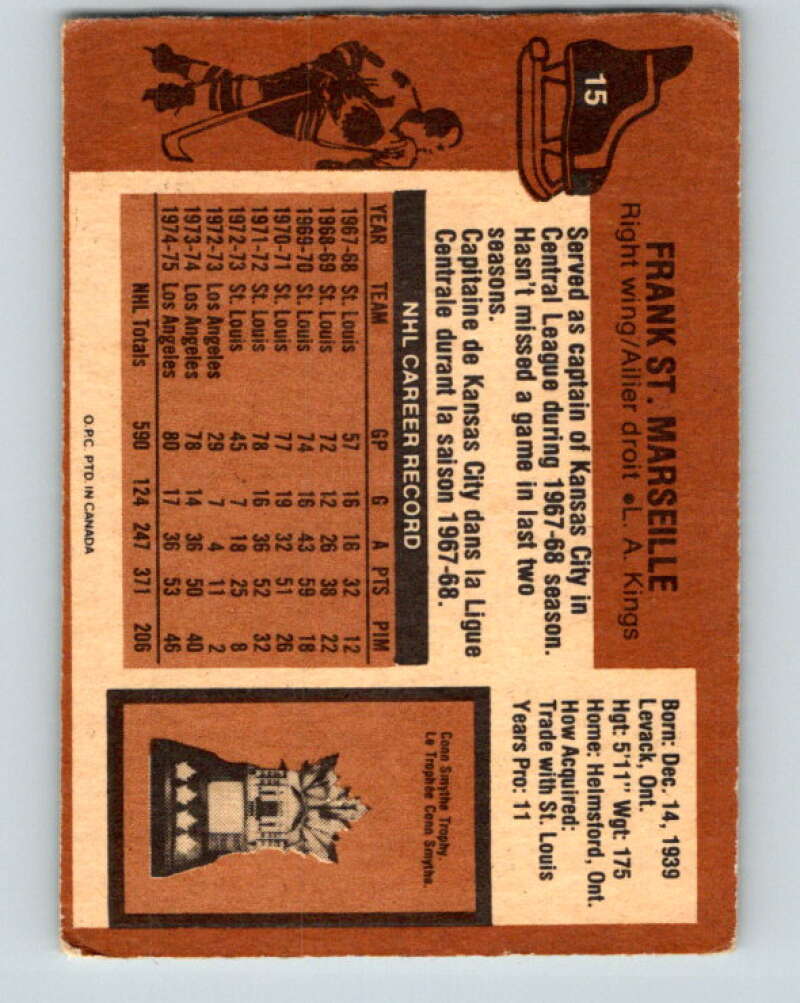 15
FRANK ST. MARSEILLE
Right wing/Ailier droit ●L. A. Kings
Served as captain of Kansas City in
Central League during 1967-68 season.
Hasn't missed a game in last two
seasons.
Capitaine de Kansas City dans la Ligue
Centrale durant la saison 1967-68.
Born: Dec. 14, 1939
Levack, Ont.
Hgt: 5'11" Wgt: 175
Home: Helmsford, Ont.
How Acquired:
Trade with St. Louis
Years Pro: 11
NHL CAREER RECORD
YEAR TEAM GP G A PTS PIM
1967-68 St. Louis 57 16 16 32 12
1968-69 St. Louis 72 12 26 38 22
1969-70 St. Louis 74 16 43 59 18
1970-71 St. Louis 77 19 32 51 26
1971-72 St. Louis 78 16 36 52 32
1972-73 St. Louis 45 7 18 25 8
1972-73 Los Angeles 29 7 4 11 2
1973-74 Los Angeles 78 14 36 50 40
1974-75 Los Angeles 80 17 36 53 46
NHL Totals 590 124 247 371 206
Conn Smythe Trophy
Le Trophée Conn Smythe.
O.P.C. PTD. IN CANADA